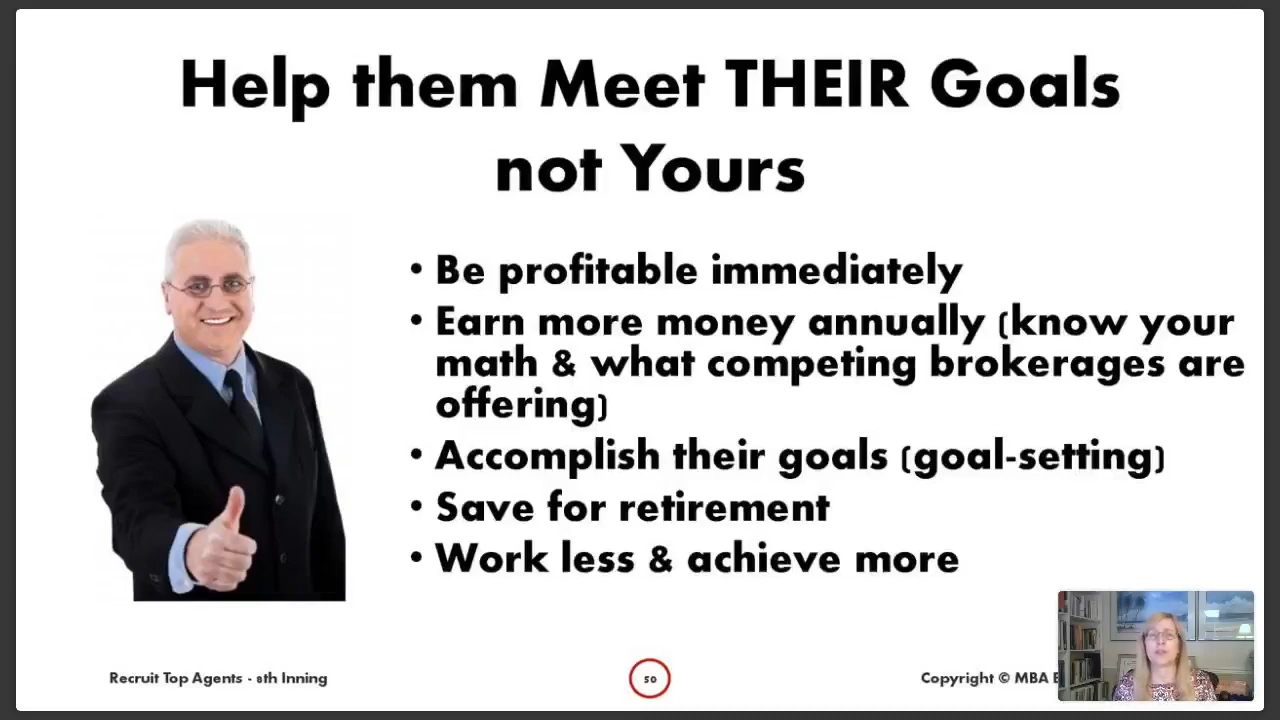 Help them Meet THEIR Goals
not Yours
• Be profitable immediately
• Earn more money annually (know your
math & what competing brokerages are
offering)
• Accomplish their goals (goal-setting)
• Save for retirement
• Work less & achieve more
Recruit Top Agents - 8th Inning
50
Copyright © MBA